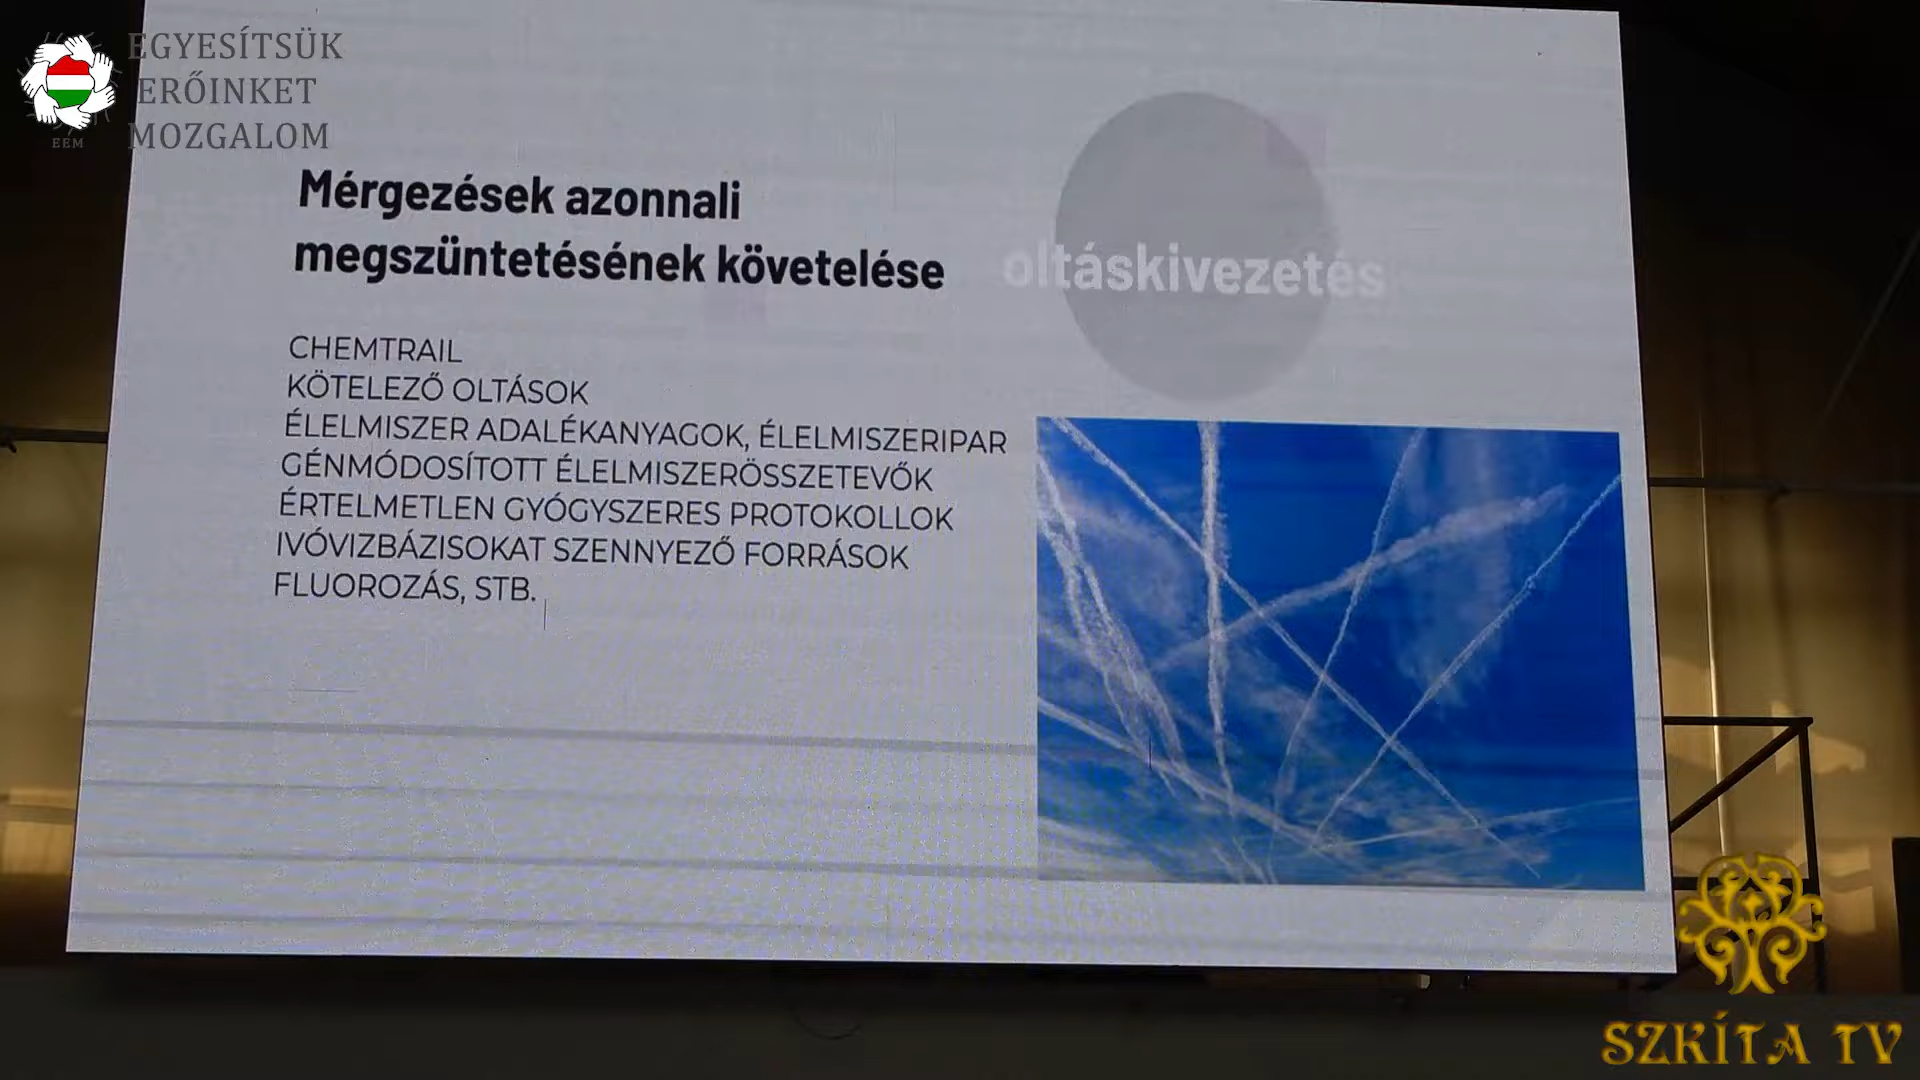 EGYESÍTSÜK
ERŐINKET
MOZGALOM
EEM
Mérgezések azonnali
megszüntetésének követelése
oltáskivezetés
CHEMTRAIL
KÖTELEZŐ OLTÁSOK
ÉLELMISZER ADALÉKANYAGOK, ÉLELMISZERIPAR
GÉNMÓDOSÍTOTT ÉLELMISZERÖSSZETEVŐK
ÉRTELMETLEN GYÓGYSZERES PROTOKOLLOK
IVÓVIZBÁZISOKAT SZENNYEZŐ FORRÁSOK
FLUOROZÁS, STB.
SZKÍTA TV